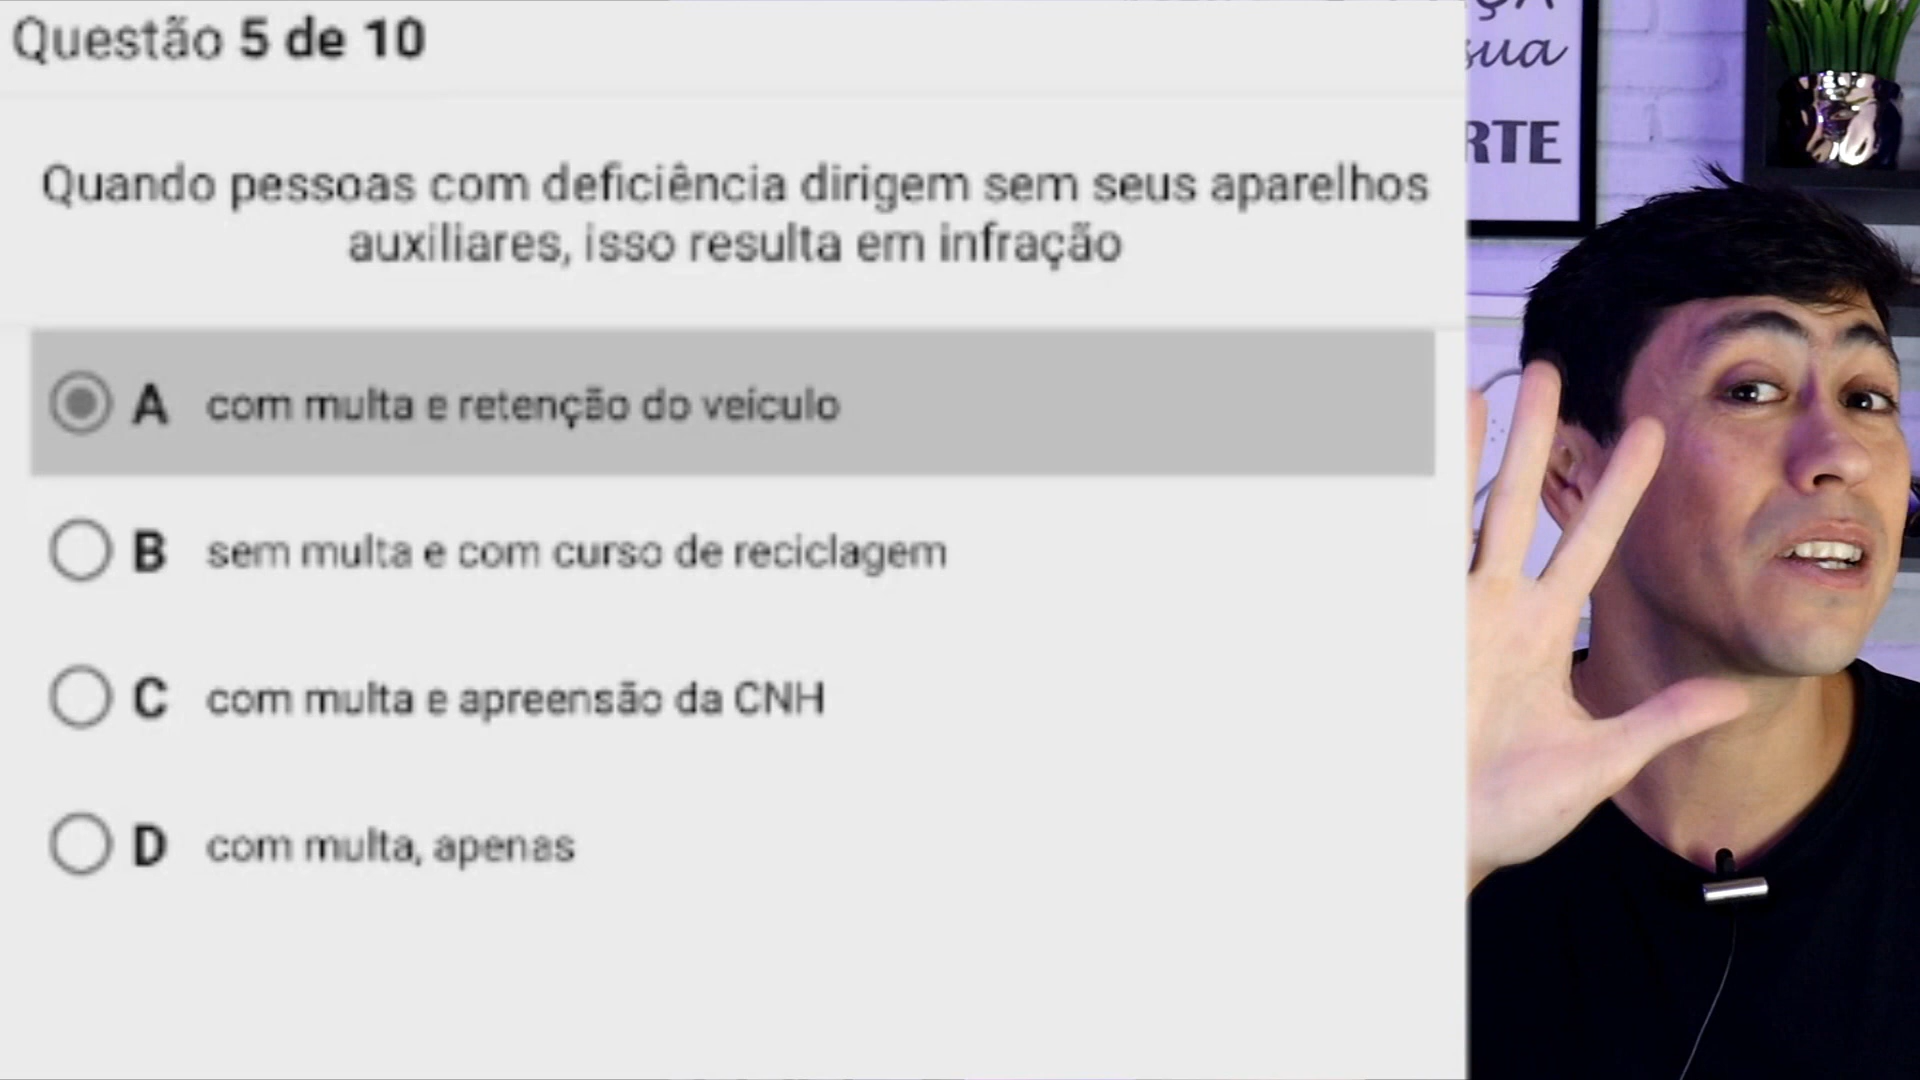 Questão 5 de 10
Quando pessoas com deficiência dirigem sem seus aparelhos
auxiliares, isso resulta em infração
A com multa e retenção do veículo
B sem multa e com curso de reciclagem
C com multa e apreensão da CNH
D com multa, apenas
sua